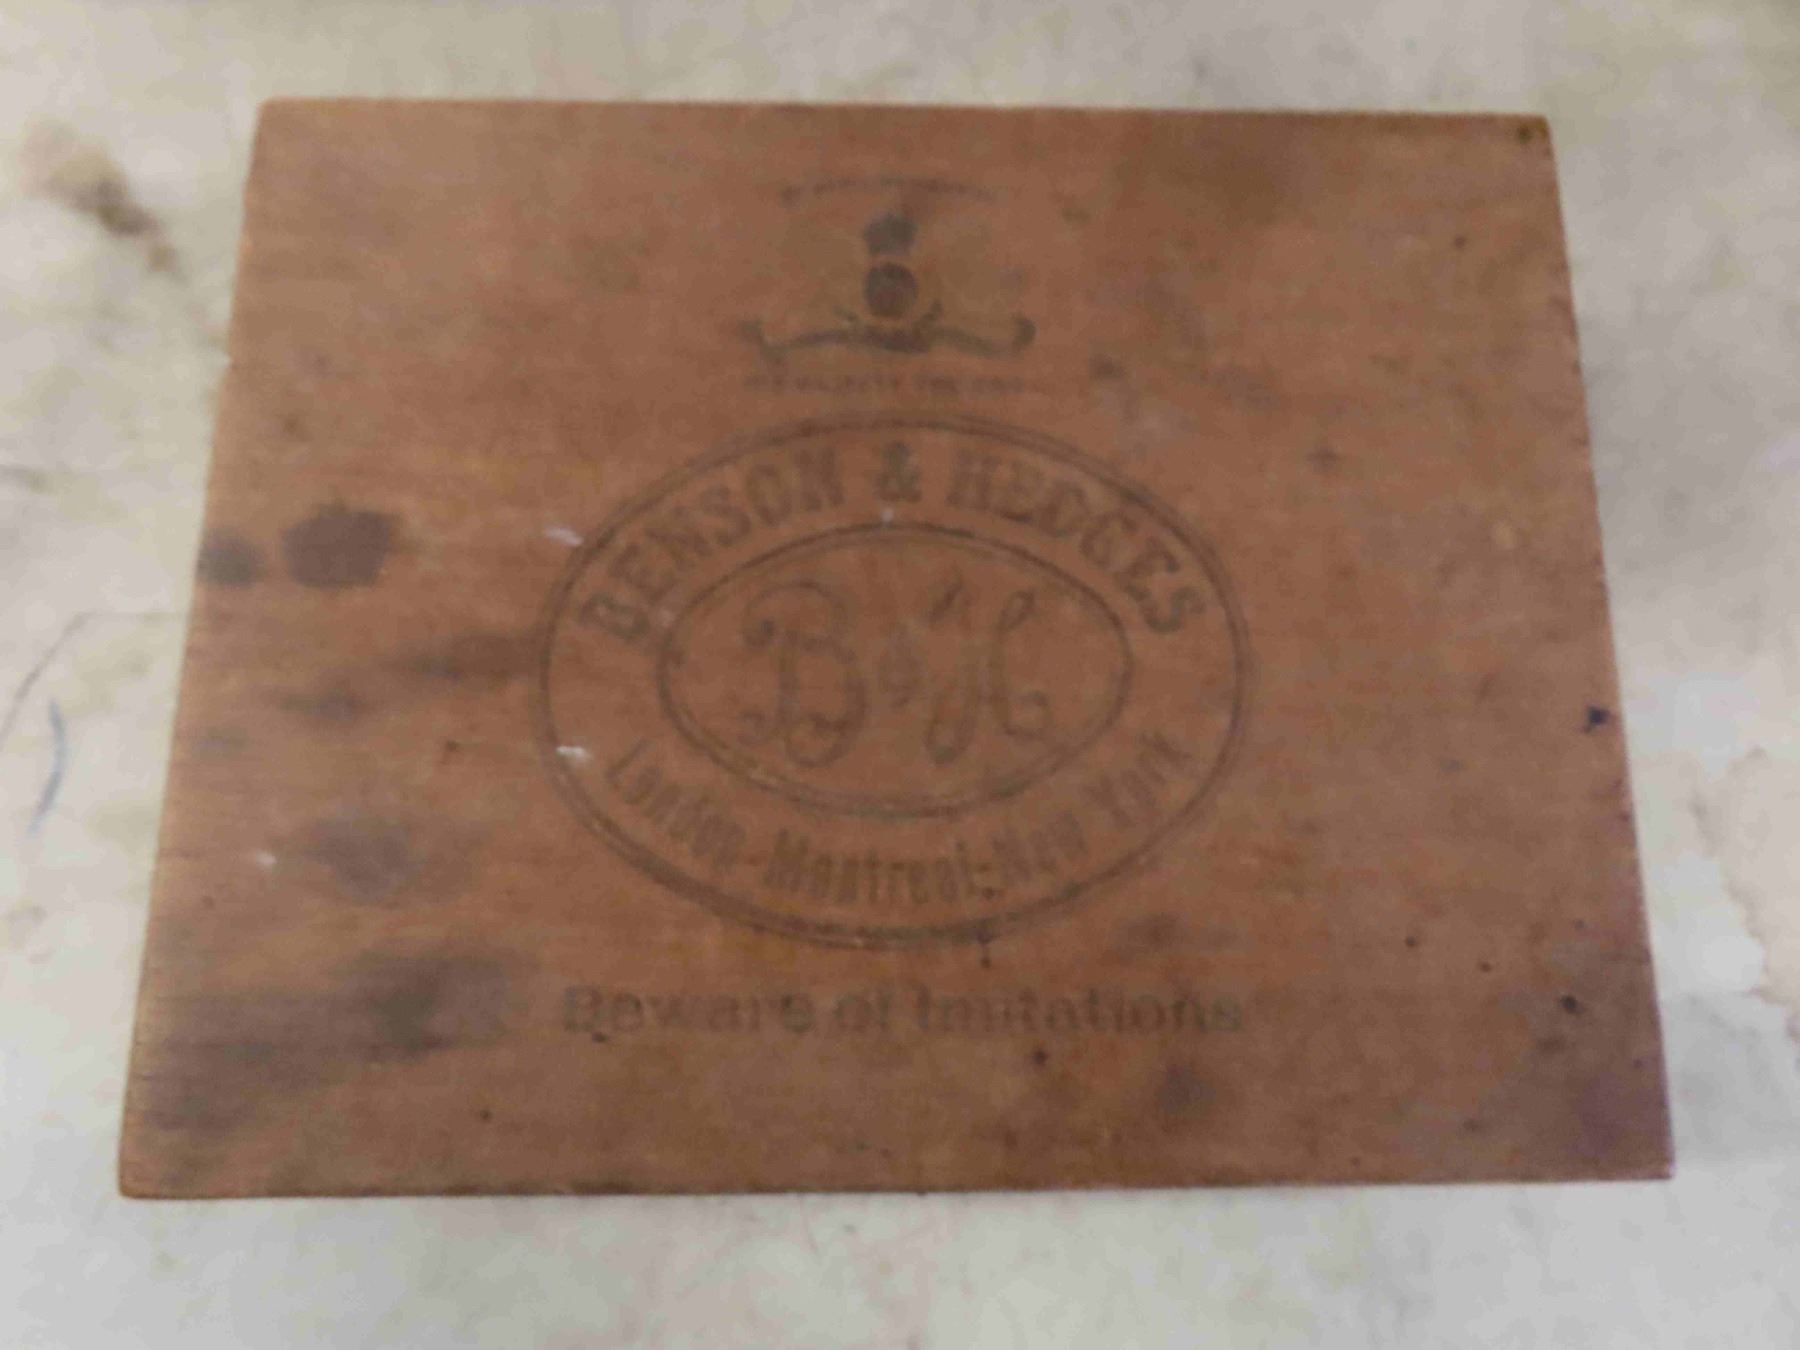 BENSON & HEDGES
B&H
London-Montreal-New York
Beware of Imitations